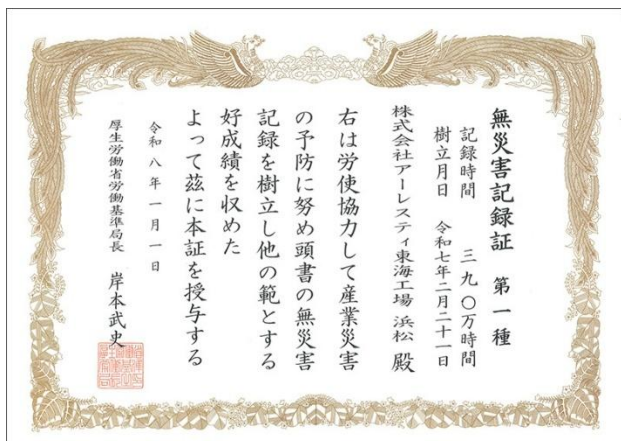 無災害記録証 第一種
記録時間 三九〇万時間
樹立月日 令和七年二月二十一日
株式会社アーレスティ東海工場 浜松 殿
右は労使協力して産業災害
の予防に努め頭書の無災害
記録を樹立し他の範とする
好成績を収めた
よって茲に本証を授与する
令和八年一月一日
厚生労働省労働基準局長 岸本武史